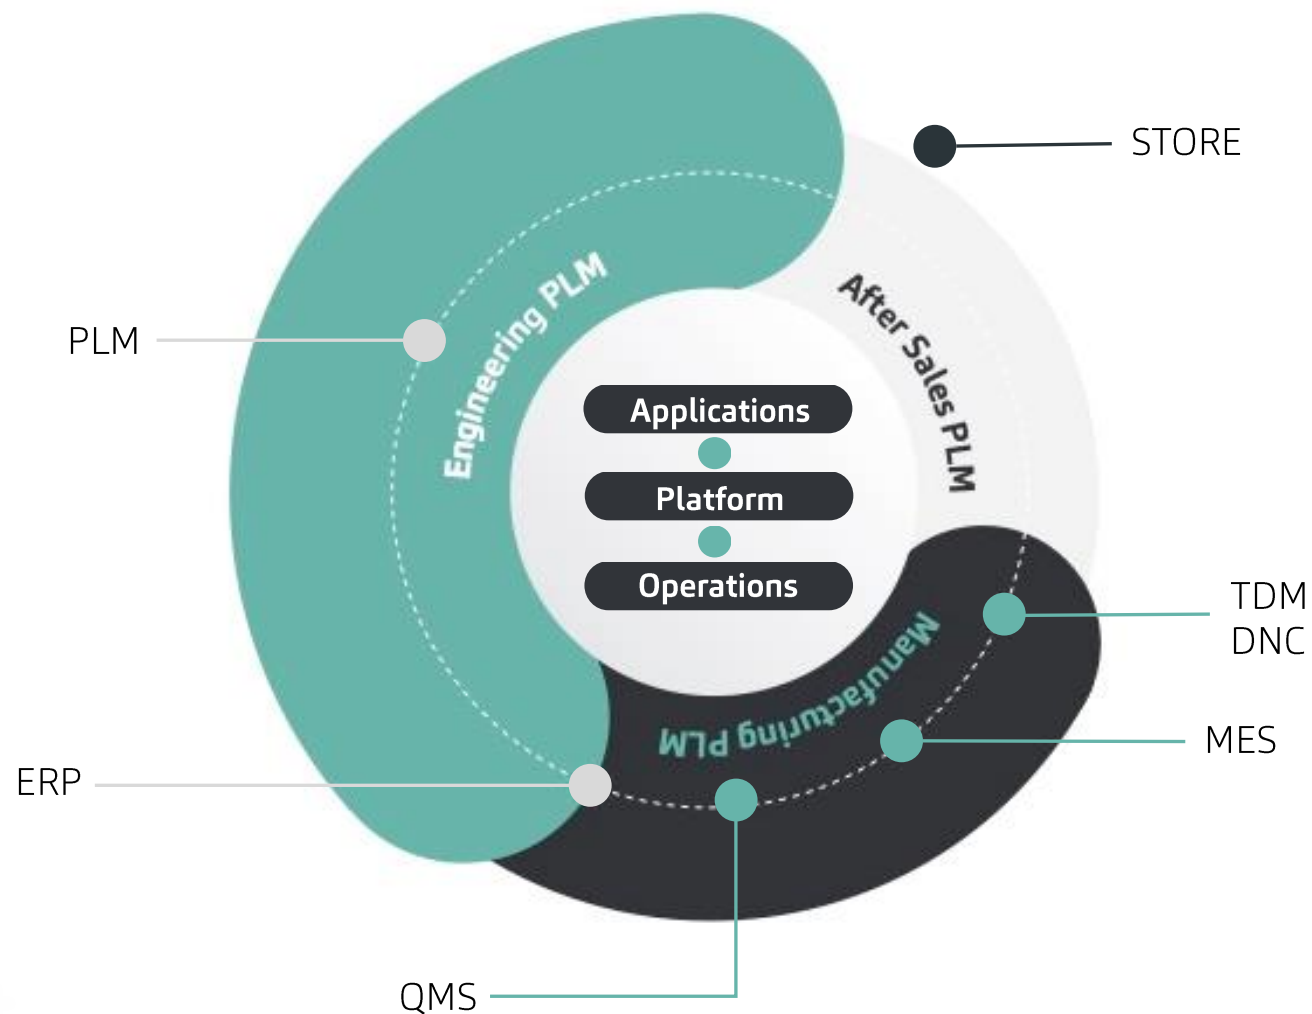 STORE
PLM
Engineering PLM
After Sales PLM
Applications
Platform
Operations
Manufacturing PLM
TDM
DNC
MES
ERP
QMS